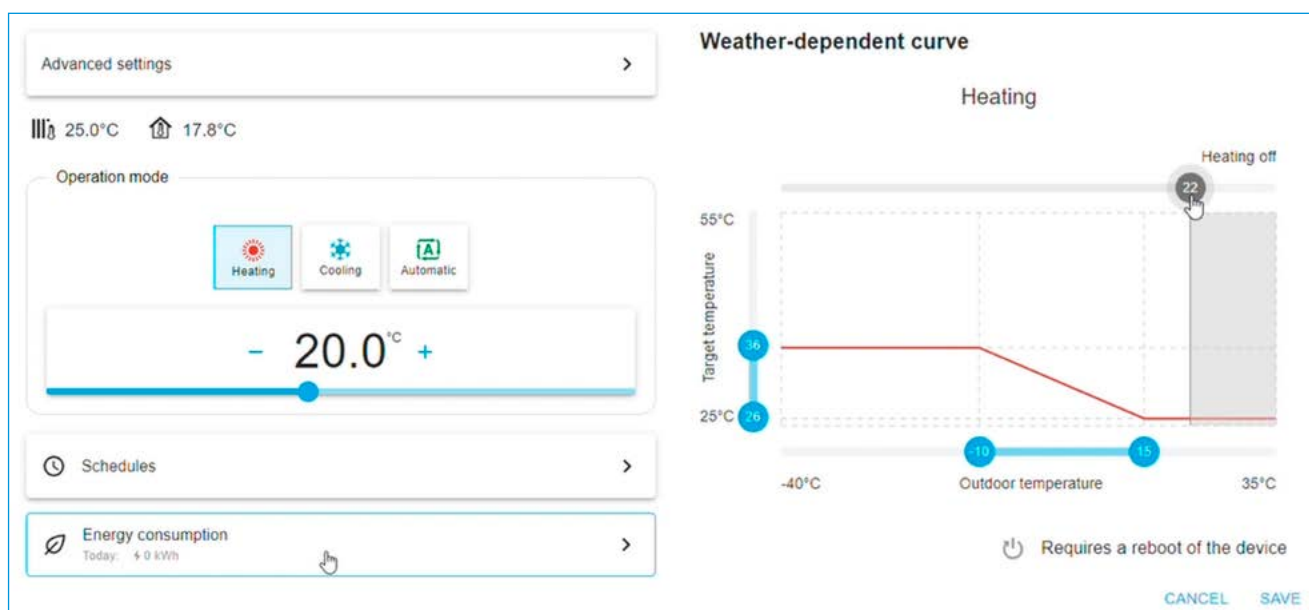 Advanced settings
25.0°C 17.8°C
Operation mode
Heating
Cooling
A
Automatic
− 20.0°C +
Schedules
Energy consumption
Today: 0 kWh
Weather-dependent curve
Heating
Heating off
22
55°C
Target temperature
36
25°C 26
-10 15
-40°C Outdoor temperature 35°C
Requires a reboot of the device
CANCEL SAVE